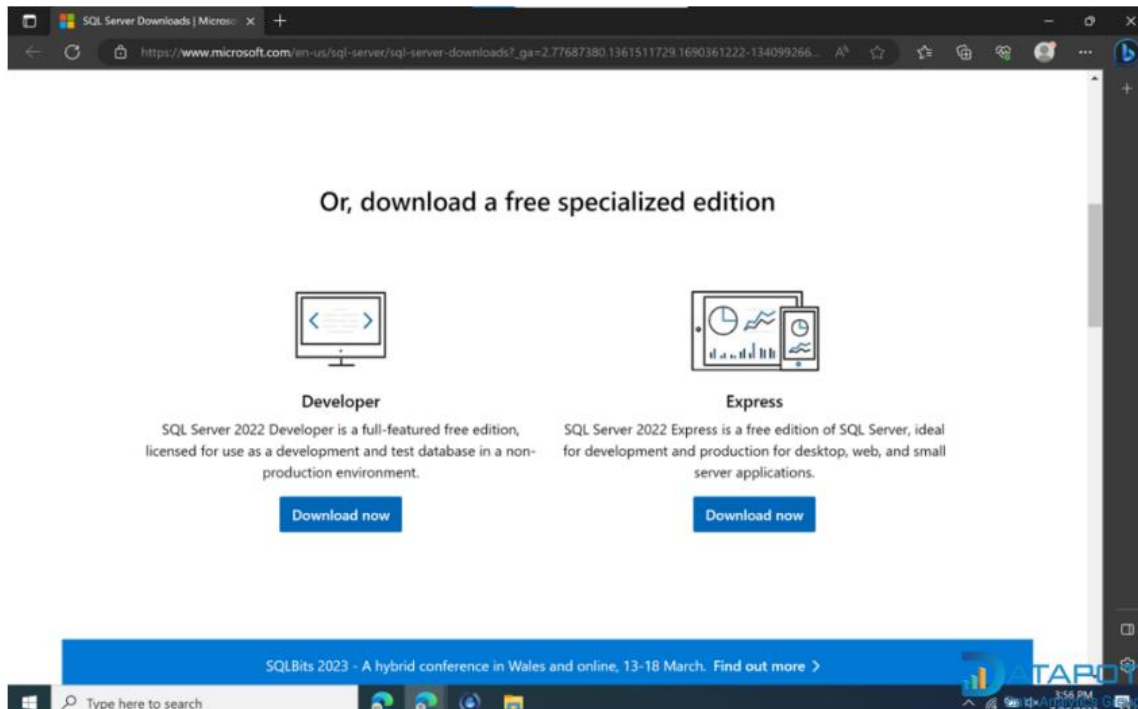 SQL Server Downloads | Microso
https://www.microsoft.com/en-us/sql-server/sql-server-downloads?_ga=2.77687380.1361511729.1690361222-134099266...
Or, download a free specialized edition
Developer
SQL Server 2022 Developer is a full-featured free edition,
licensed for use as a development and test database in a non-
production environment.
Download now
Express
SQL Server 2022 Express is a free edition of SQL Server, ideal
for development and production for desktop, web, and small
server applications.
Download now
SQLBits 2023 - A hybrid conference in Wales and online, 13-18 March. Find out more >
Type here to search
3:56 PM
DATAPOT